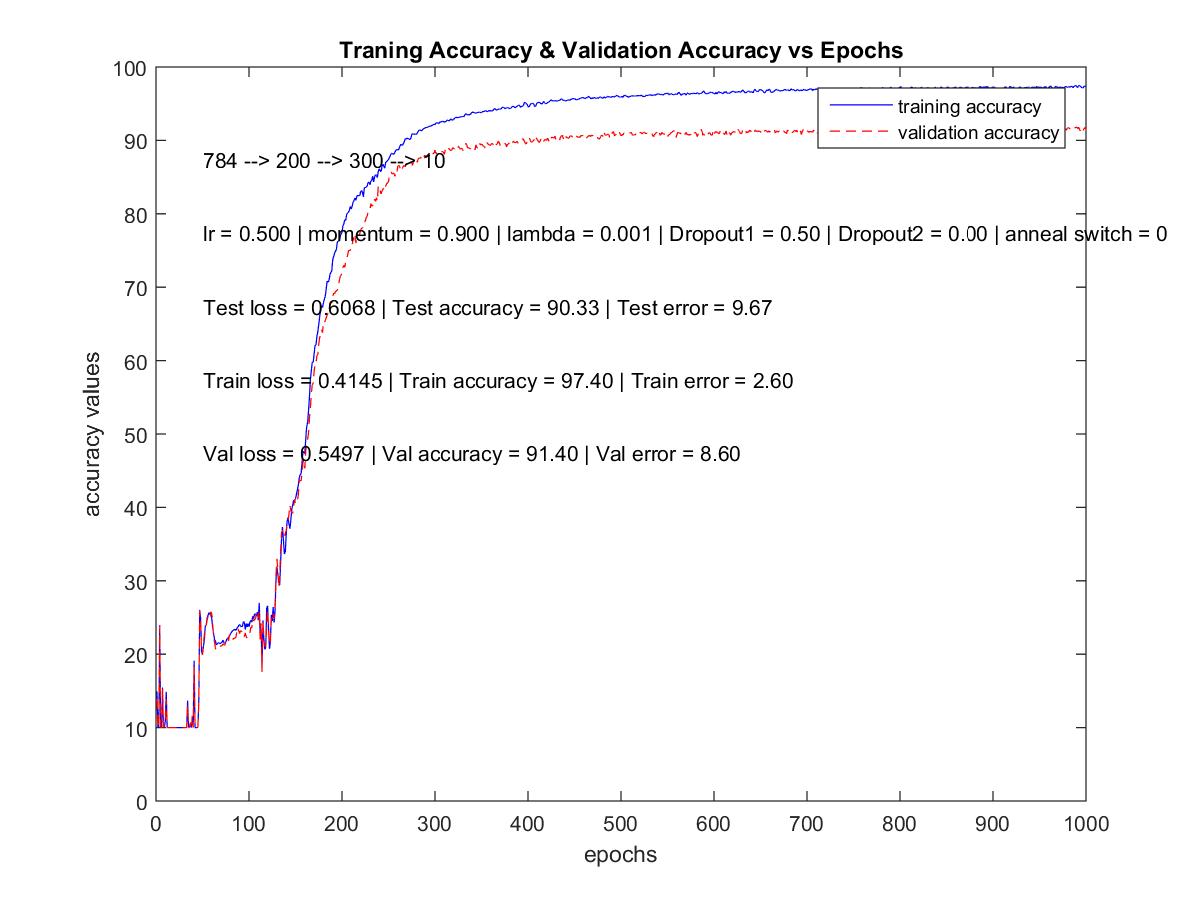 Traning Accuracy & Validation Accuracy vs Epochs
100
90
80
70
60
50
40
30
20
10
0
accuracy values
training accuracy
validation accuracy
784 --> 200 --> 300 --> 10
lr = 0.500 | momentum = 0.900 | lambda = 0.001 | Dropout1 = 0.50 | Dropout2 = 0.00 | anneal switch = 0
Test loss = 0.6068 | Test accuracy = 90.33 | Test error = 9.67
Train loss = 0.4145 | Train accuracy = 97.40 | Train error = 2.60
Val loss = 0.5497 | Val accuracy = 91.40 | Val error = 8.60
0 100 200 300 400 500 600 700 800 900 1000
epochs